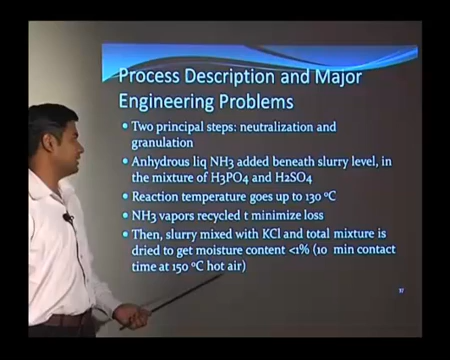 Process Description and Major
Engineering Problems
• Two principal steps: neutralization and
granulation
• Anhydrous liq NH3 added beneath slurry level, in
the mixture of H3PO4 and H2SO4
• Reaction temperature goes up to 130 ºC
• NH3 vapors recycled t minimize loss
• Then, slurry mixed with KCl and total mixture is
dried to get moisture content <1% (10 min contact
time at 150 ºC hot air)
37